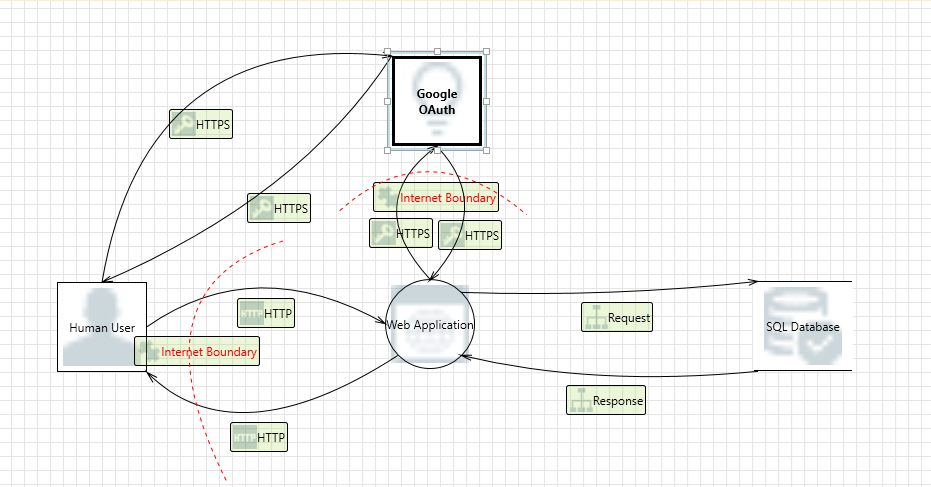 Google
OAuth
HTTPS
Internet Boundary
HTTPS
HTTPS
HTTPS
Human User
HTTP
Web Application
Request
SQL Database
Internet Boundary
Response
HTTP